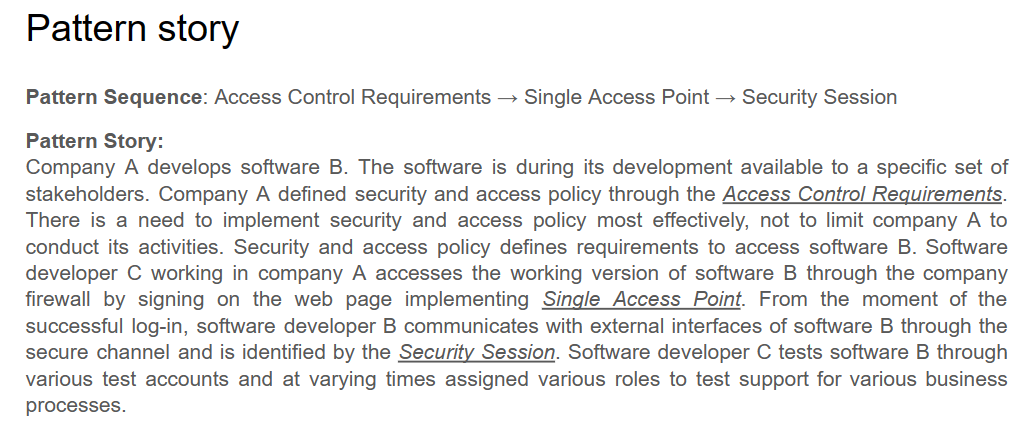 Pattern story
Pattern Sequence: Access Control Requirements → Single Access Point → Security Session
Pattern Story:
Company A develops software B. The software is during its development available to a specific set of
stakeholders. Company A defined security and access policy through the Access Control Requirements.
There is a need to implement security and access policy most effectively, not to limit company A to
conduct its activities. Security and access policy defines requirements to access software B. Software
developer C working in company A accesses the working version of software B through the company
firewall by signing on the web page implementing Single Access Point. From the moment of the
successful log-in, software developer B communicates with external interfaces of software B through the
secure channel and is identified by the Security Session. Software developer C tests software B through
various test accounts and at varying times assigned various roles to test support for various business
processes.